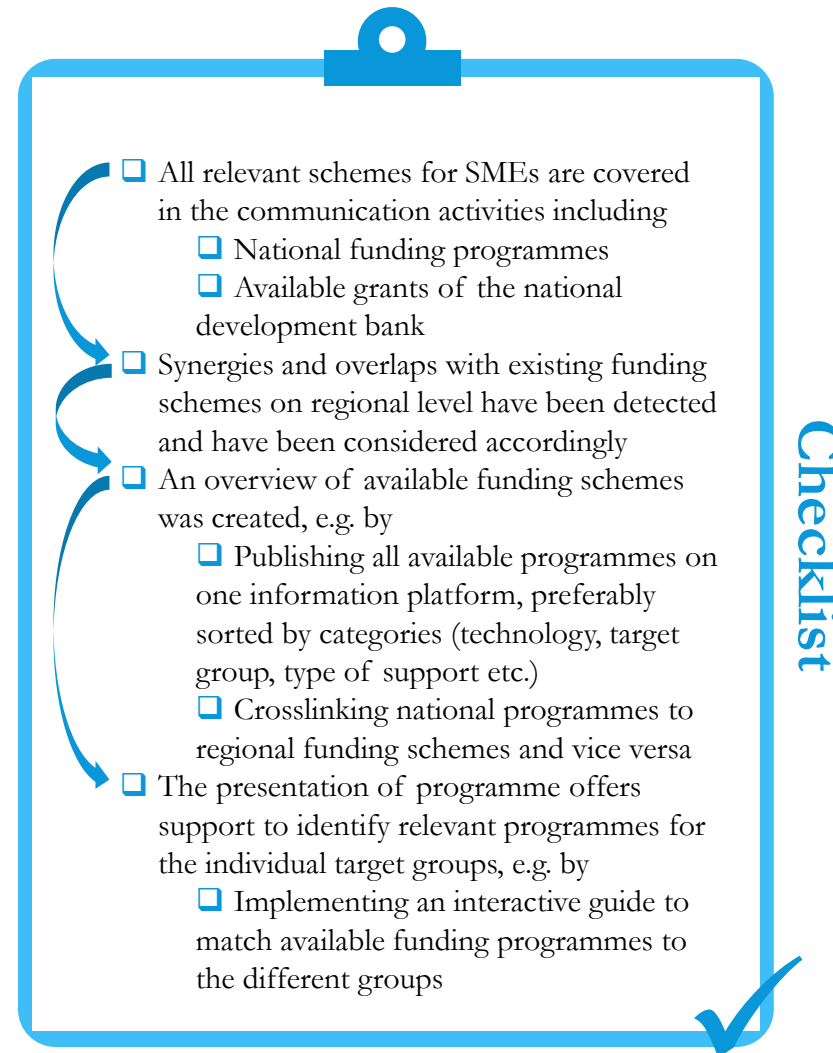 ❑ All relevant schemes for SMEs are covered
in the communication activities including
❑ National funding programmes
❑ Available grants of the national
development bank
❑ Synergies and overlaps with existing funding
schemes on regional level have been detected
and have been considered accordingly
❑ An overview of available funding schemes
was created, e.g. by
❑ Publishing all available programmes on
one information platform, preferably
sorted by categories (technology, target
group, type of support etc.)
❑ Crosslinking national programmes to
regional funding schemes and vice versa
❑ The presentation of programme offers
support to identify relevant programmes for
the individual target groups, e.g. by
❑ Implementing an interactive guide to
match available funding programmes to
the different groups
Checklist